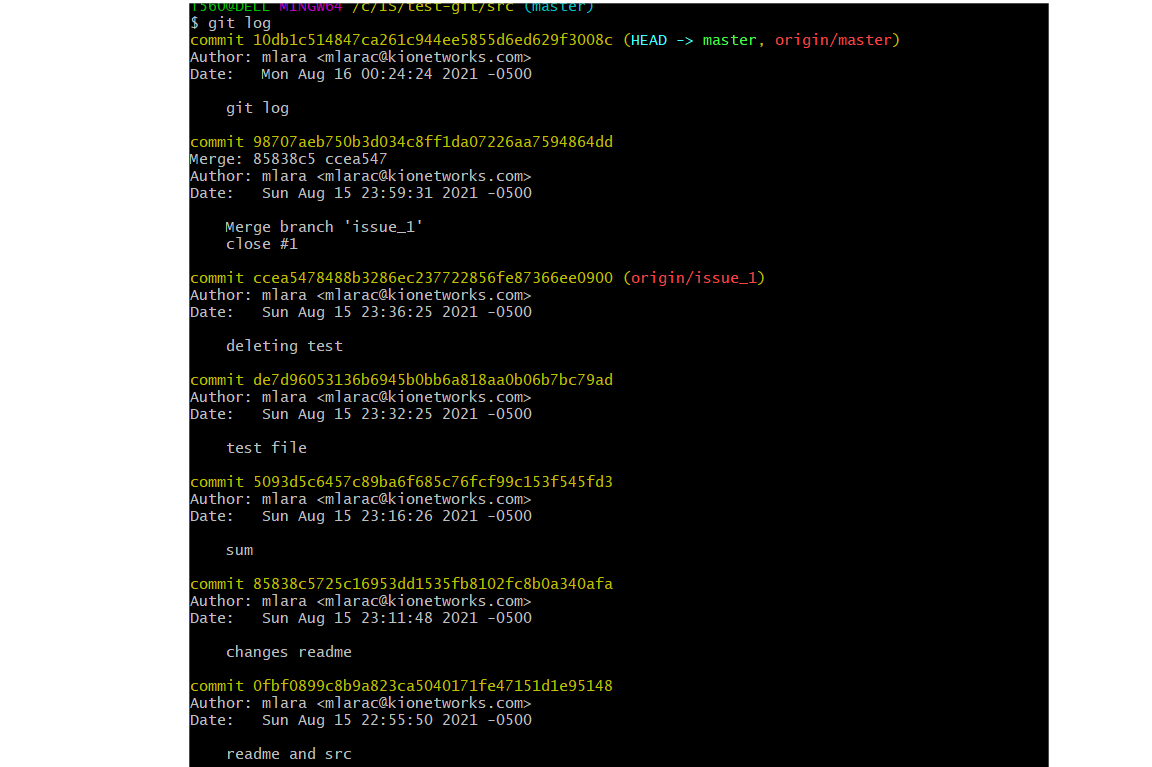 T560@DELL MINGW64 /c/IS/test-git/src (master)
$ git log
commit 10db1c514847ca261c944ee5855d6ed629f3008c (HEAD -> master, origin/master)
Author: mlara <mlarac@kionetworks.com>
Date:   Mon Aug 16 00:24:24 2021 -0500
git log
commit 98707aeb750b3d034c8ff1da07226aa7594864dd
Merge: 85838c5 ccea547
Author: mlara <mlarac@kionetworks.com>
Date:   Sun Aug 15 23:59:31 2021 -0500
Merge branch 'issue_1'
close #1
commit ccea5478488b3286ec237722856fe87366ee0900 (origin/issue_1)
Author: mlara <mlarac@kionetworks.com>
Date:   Sun Aug 15 23:36:25 2021 -0500
deleting test
commit de7d96053136b6945b0bb6a818aa0b06b7bc79ad
Author: mlara <mlarac@kionetworks.com>
Date:   Sun Aug 15 23:32:25 2021 -0500
test file
commit 5093d5c6457c89ba6f685c76fcf99c153f545fd3
Author: mlara <mlarac@kionetworks.com>
Date:   Sun Aug 15 23:16:26 2021 -0500
sum
commit 85838c5725c16953dd1535fb8102fc8b0a340afa
Author: mlara <mlarac@kionetworks.com>
Date:   Sun Aug 15 23:11:48 2021 -0500
changes readme
commit 0fbf0899c8b9a823ca5040171fe47151d1e95148
Author: mlara <mlarac@kionetworks.com>
Date:   Sun Aug 15 22:55:50 2021 -0500
readme and src